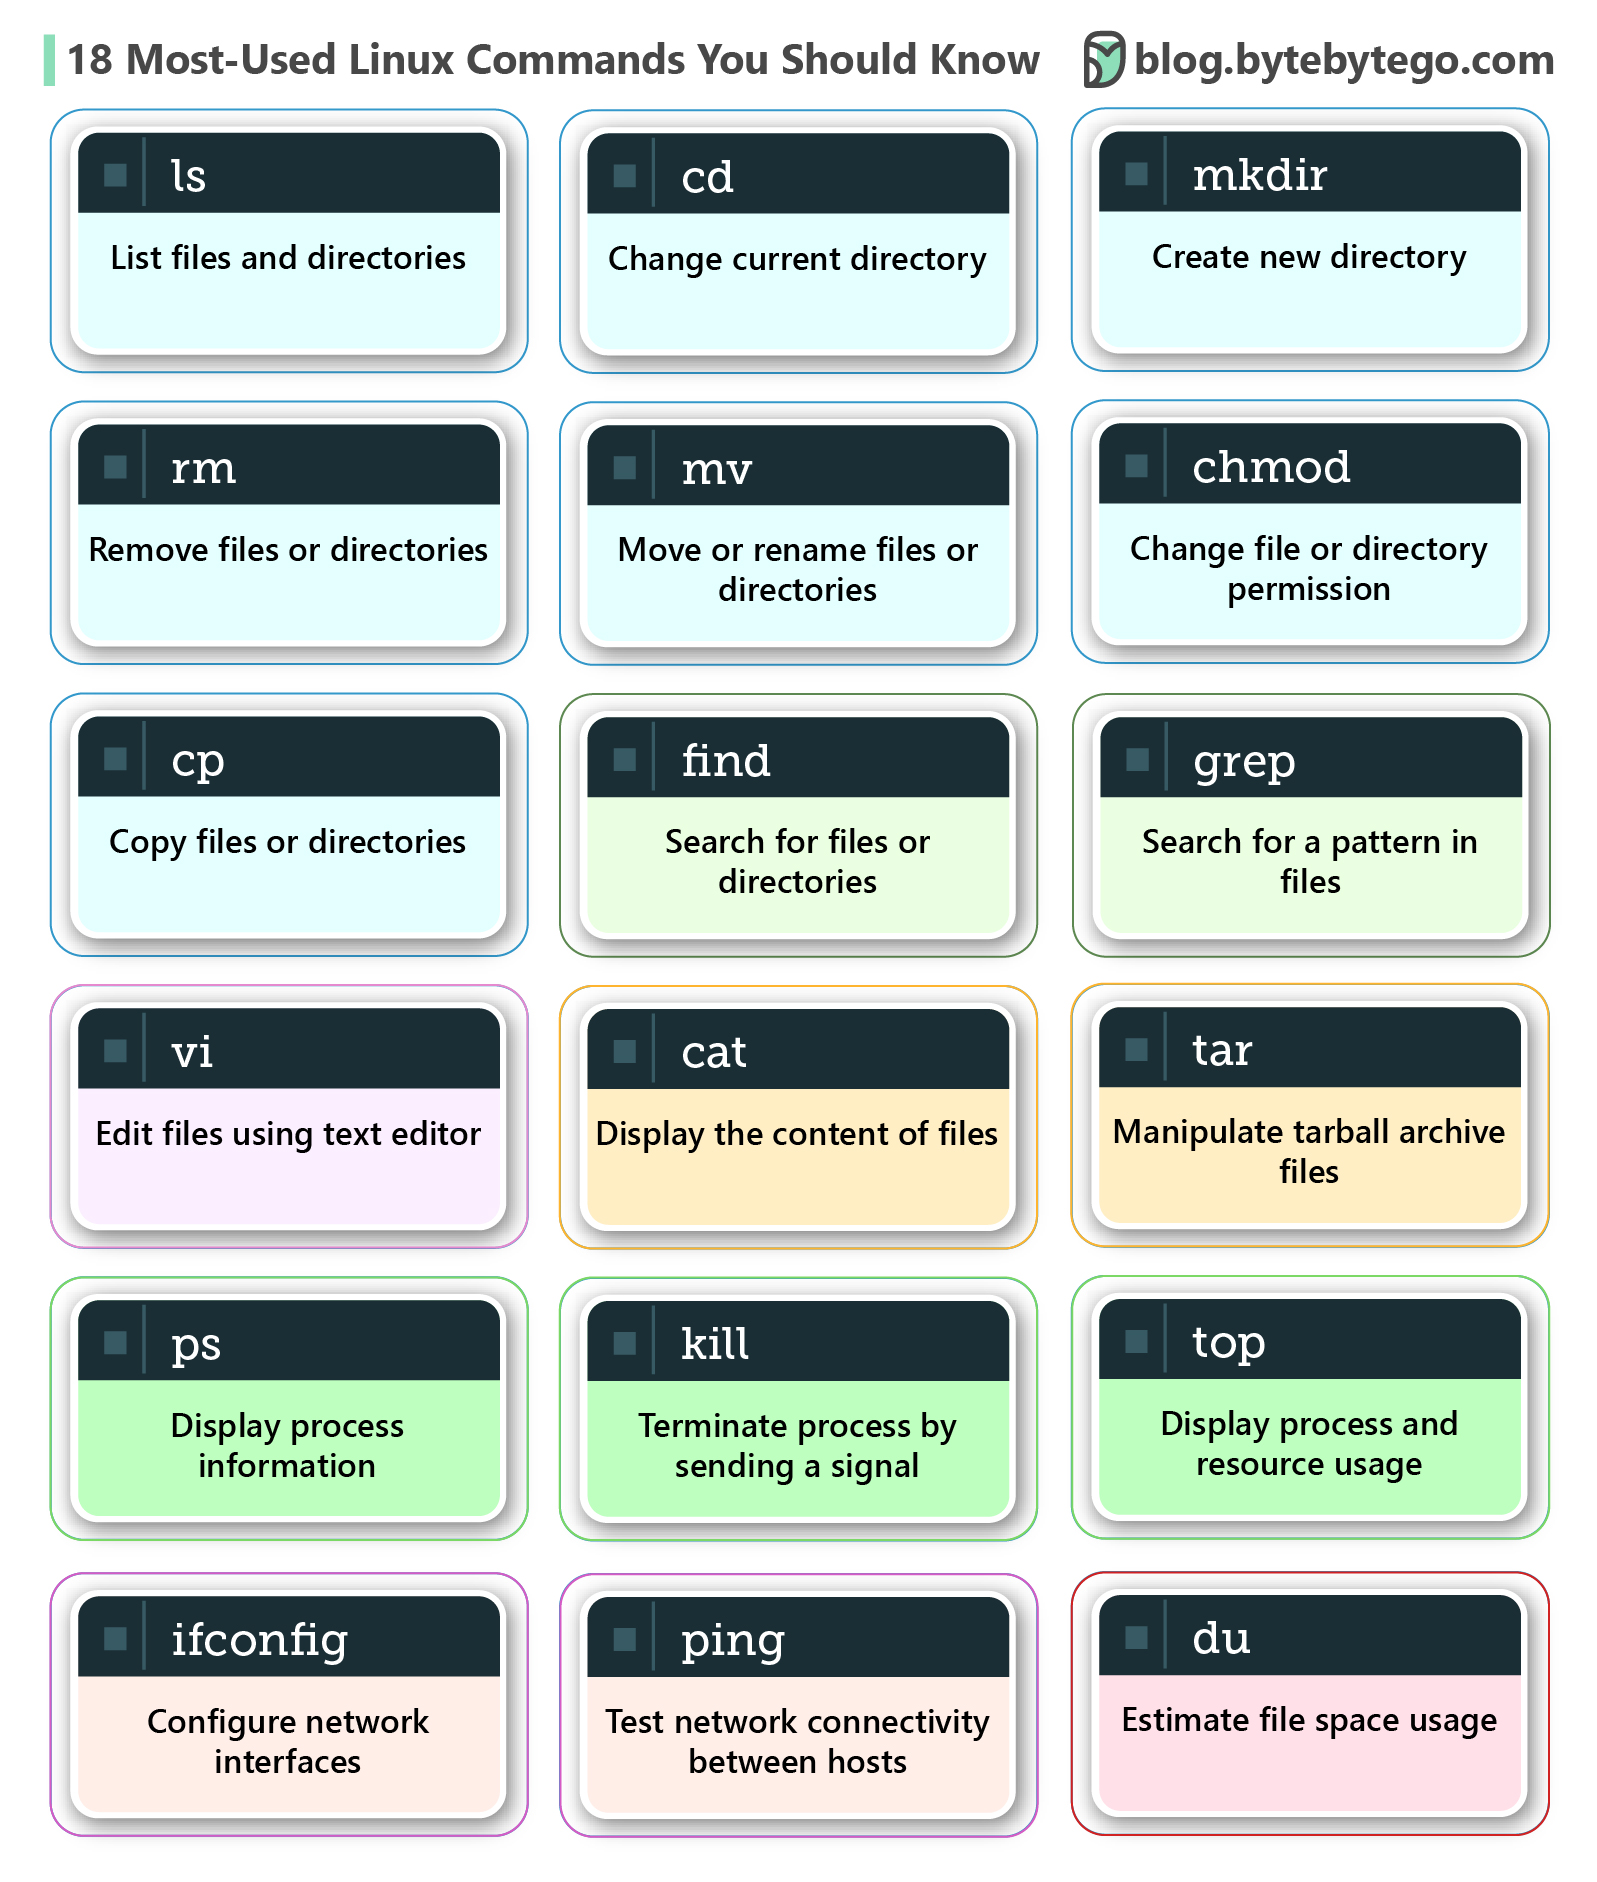 18 Most-Used Linux Commands You Should Know
blog.bytebytego.com
ls
List files and directories
cd
Change current directory
mkdir
Create new directory
rm
Remove files or directories
mv
Move or rename files or
directories
chmod
Change file or directory
permission
cp
Copy files or directories
find
Search for files or
directories
grep
Search for a pattern in
files
vi
Edit files using text editor
cat
Display the content of files
tar
Manipulate tarball archive
files
ps
Display process
information
kill
Terminate process by
sending a signal
top
Display process and
resource usage
ifconfig
Configure network
interfaces
ping
Test network connectivity
between hosts
du
Estimate file space usage